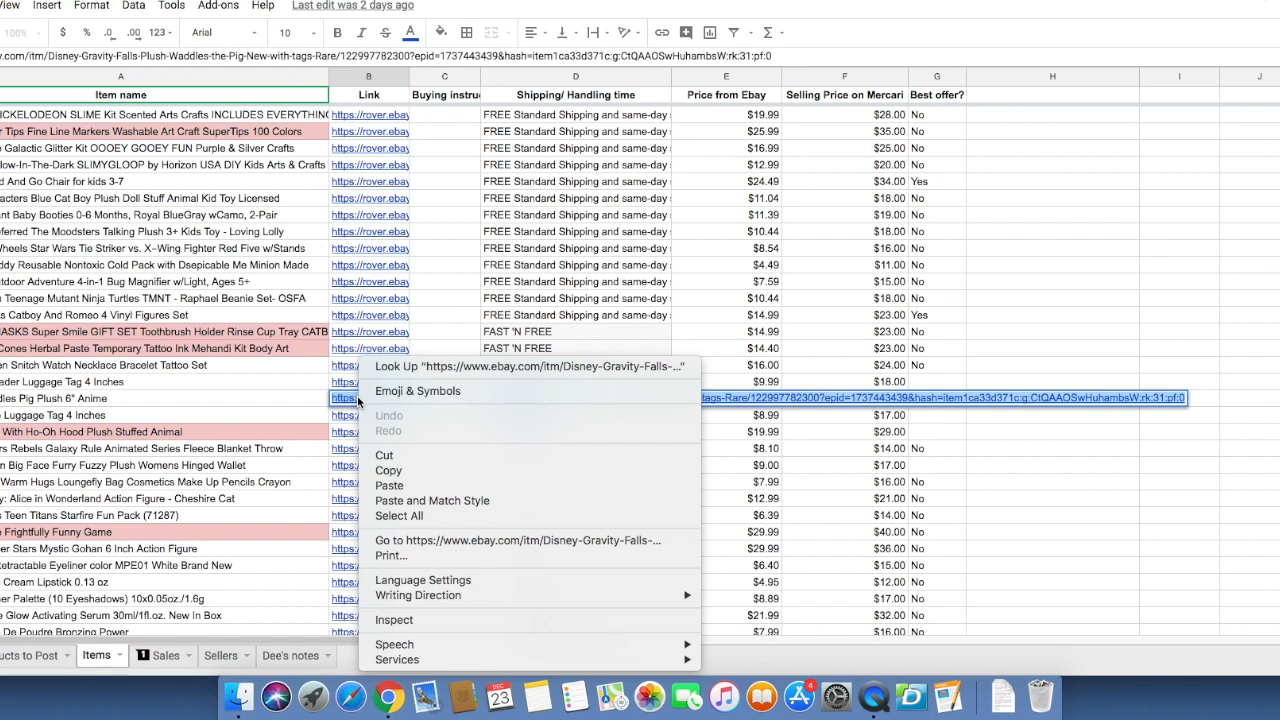 View Insert Format Data Tools Add-ons Help Last edit was 2 days ago
100% $ % .0 .00 123 Arial 10 B I S A
y.com/itm/Disney-Gravity-Falls-Plush-Waddles-the-Pig-New-with-tags-Rare/122997782300?epid=1737443439&hash=item1ca33d371c:g:CtQAAOSwHuhambsW:rk:31:pf:0
A B C D E F G H I J
Item name Link Buying instruc Shipping/ Handling time Price from Ebay Selling Price on Mercari Best offer?
ICKELODEON SLIME Kit Scented Arts Crafts INCLUDES EVERYTHING https://rover.ebay FREE Standard Shipping and same-day $19.99 $28.00 No
r Tips Fine Line Markers Washable Art Craft SuperTips 100 Colors https://rover.ebay FREE Standard Shipping and same-day $25.99 $35.00 No
e Galactic Glitter Kit OOOEY GOOEY FUN Purple & Silver Crafts https://rover.ebay FREE Standard Shipping and same-day $16.99 $25.00 No
low-In-The-Dark SLIMYGLOOP by Horizon USA DIY Kids Arts & Crafts https://rover.ebay FREE Standard Shipping and same-day $12.99 $20.00 No
d And Go Chair for kids 3-7 https://rover.ebay FREE Standard Shipping and same-day $24.49 $34.00 Yes
acters Blue Cat Boy Plush Doll Stuff Animal Kid Toy Licensed https://rover.ebay FREE Standard Shipping and same-day $11.04 $18.00 No
nt Baby Booties 0-6 Months, Royal BlueGray wCamo, 2-Pair https://rover.ebay FREE Standard Shipping and same-day $11.39 $19.00 No
eferred The Moodsters Talking Plush 3+ Kids Toy - Loving Lolly https://rover.ebay FREE Standard Shipping and same-day $10.44 $18.00 No
Wheels Star Wars Tie Striker vs. X-Wing Fighter Red Five w/Stands https://rover.ebay FREE Standard Shipping and same-day $8.54 $16.00 No
ddy Reusable Nontoxic Cold Pack with Dsepicable Me Minion Made https://rover.ebay FREE Standard Shipping and same-day $4.49 $11.00 No
tdoor Adventure 4-in-1 Bug Magnifier w/Light, Ages 5+ https://rover.ebay FREE Standard Shipping and same-day $7.59 $15.00 No
e Teenage Mutant Ninja Turtles TMNT - Raphael Beanie Set- OSFA https://rover.ebay FREE Standard Shipping and same-day $10.44 $18.00 No
s Catboy And Romeo 4 Vinyl Figures Set https://rover.ebay FREE Standard Shipping and same-day $14.99 $23.00 Yes
MASKS Super Smile GIFT SET Toothbrush Holder Rinse Cup Tray CATB https://rover.ebay FAST 'N FREE $14.99 $23.00 No
Cones Herbal Paste Temporary Tattoo Ink Mehandi Kit Body Art https://rover.ebay FAST 'N FREE $14.40 $23.00 No
en Snitch Watch Necklace Bracelet Tattoo Set https: $16.00 $24.00 No
ader Luggage Tag 4 Inches https: $9.99 $18.00
dles Pig Plush 6" Anime https: tags-Rare/122997782300?epid=1737443439&hash=item1ca33d371c:g:CtQAAOSwHuhambsW:rk:31:pf:0
Luggage Tag 4 Inches https: $8.99 $17.00
With Ho-Oh Hood Plush Stuffed Animal https: $19.99 $29.00
rs Rebels Galaxy Rule Animated Series Fleece Blanket Throw https: $8.10 $14.00 No
n Big Face Furry Fuzzy Plush Womens Hinged Wallet https: $9.00 $17.00
Warm Hugs Loungefly Bag Cosmetics Make Up Pencils Crayon https: $7.99 $16.00 No
y: Alice in Wonderland Action Figure - Cheshire Cat https: $12.99 $21.00 No
s Teen Titans Starfire Fun Pack (71287) https: $6.39 $14.00 No
e Frightfully Funny Game https: $29.99 $40.00 No
er Stars Mystic Gohan 6 Inch Action Figure https: $29.99 $36.00 No
etractable Eyeliner color MPE01 White Brand New https: $6.40 $15.00 No
e Cream Lipstick 0.13 oz https: $4.95 $12.00 No
ner Palette (10 Eyeshadows) 10x0.05oz./1.6g https: $8.89 $17.00 No
e Glow Activating Serum 30ml/1fl.oz. New In Box https: $21.99 $32.00 No
De Poudre Bronzing Power https: $7.99 $16.00 No
Look Up “https://www.ebay.com/itm/Disney-Gravity-Falls-...”
Emoji & Symbols
Undo
Redo
Cut
Copy
Paste
Paste and Match Style
Select All
Go to https://www.ebay.com/itm/Disney-Gravity-Falls-...
Print...
Language Settings
Writing Direction
Inspect
Speech
Services
ucts to Post Items 1 Sales Sellers Dee's notes
DEC 23 4